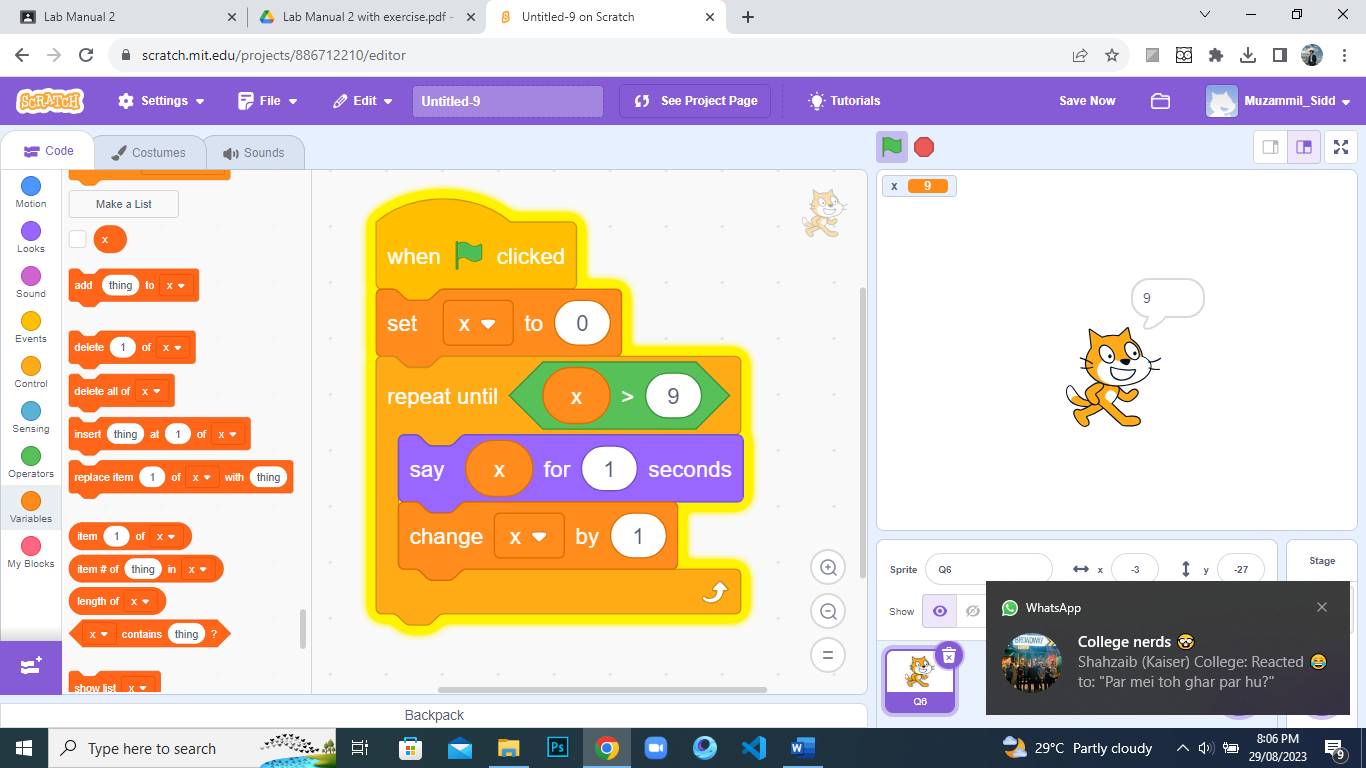 Lab Manual 2
Lab Manual 2 with exercise.pdf -
Untitled-9 on Scratch
scratch.mit.edu/projects/886712210/editor
SCRATCH
Settings
File
Edit
Untitled-9
See Project Page
Tutorials
Save Now
Muzammil_Sidd
Code
Costumes
Sounds
Motion
Looks
Sound
Events
Control
Sensing
Operators
Variables
My Blocks
Make a List
x
add thing to x
delete 1 of x
delete all of x
insert thing at 1 of x
replace item 1 of x with thing
item 1 of x
item # of thing in x
length of x
x contains thing ?
show list x
when clicked
set x to 0
repeat until x > 9
say x for 1 seconds
change x by 1
x 9
9
Sprite Q6 x -3 y -27
Show
Stage
Q6
WhatsApp
College nerds 🤓
Shahzaib (Kaiser) College: Reacted 😂
to: "Par mei toh ghar par hu?"
Backpack
Type here to search
Ps
W
29°C Partly cloudy
8:06 PM
29/08/2023
9